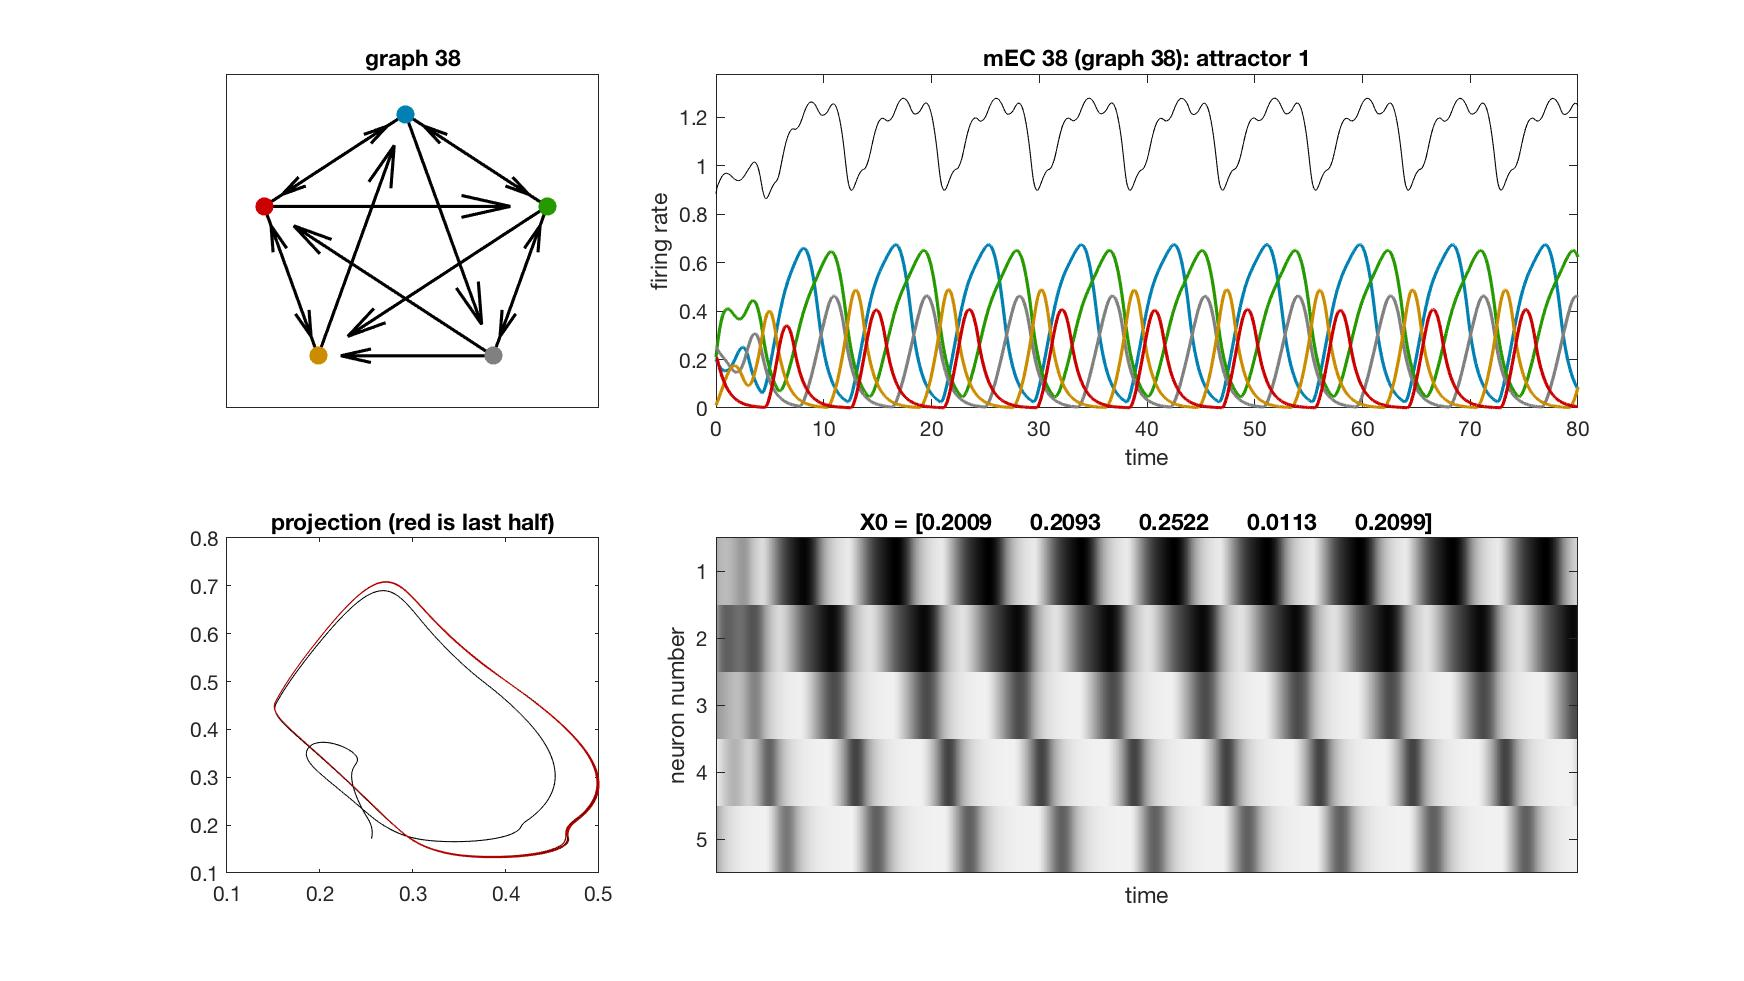 graph 38
mEC 38 (graph 38): attractor 1
firing rate
1.2
1
0.8
0.6
0.4
0.2
0
0 10 20 30 40 50 60 70 80
time
projection (red is last half)
0.8
0.7
0.6
0.5
0.4
0.3
0.2
0.1
0.1 0.2 0.3 0.4 0.5
X0 = [0.2009 0.2093 0.2522 0.0113 0.2099]
neuron number
1
2
3
4
5
time